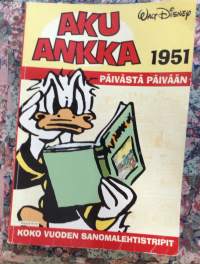 Walt Disney
AKU
ANKKA 1951
PÄIVÄSTÄ PÄIVÄÄN
KOKO VUODEN SANOMALEHTISTRIPIT